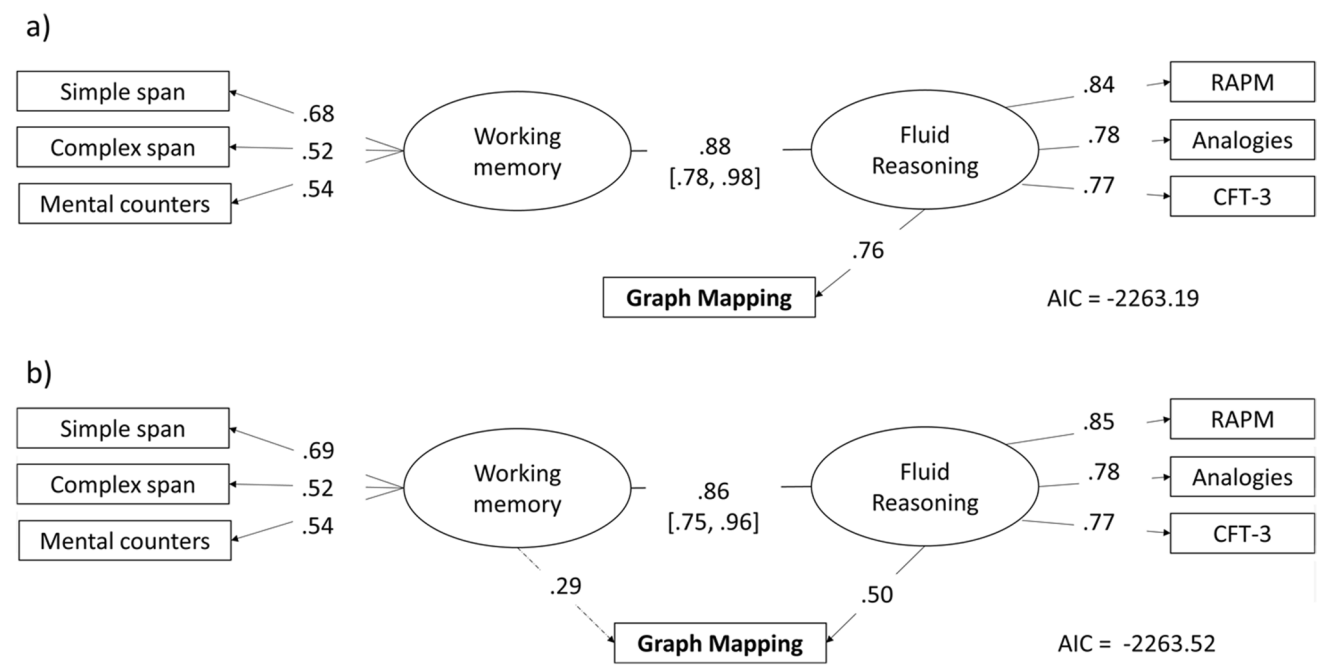 a)
Simple span
Complex span
Mental counters
.68
.52
.54
Working
memory
.88
[.78, .98]
Fluid
Reasoning
.84
.78
.77
RAPM
Analogies
CFT-3
.76
Graph Mapping
AIC = -2263.19
b)
Simple span
Complex span
Mental counters
.69
.52
.54
Working
memory
.86
[.75, .96]
Fluid
Reasoning
.85
.78
.77
RAPM
Analogies
CFT-3
.29
.50
Graph Mapping
AIC = -2263.52